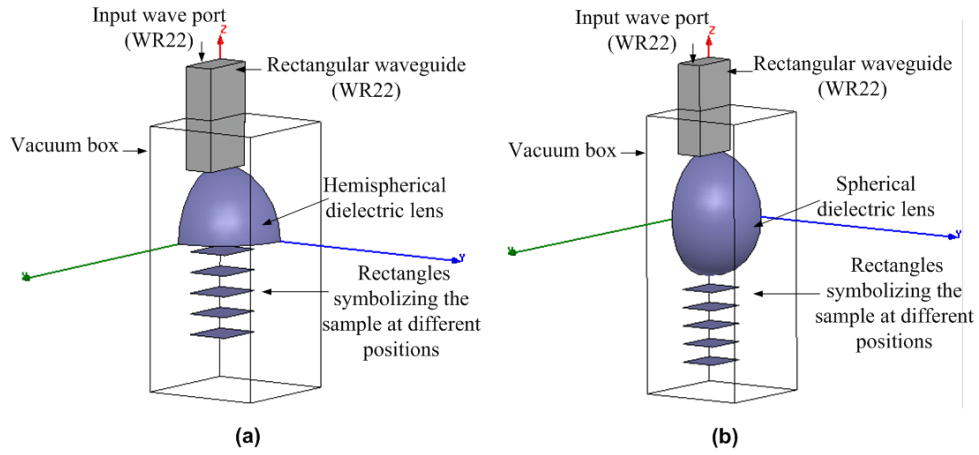 Input wave port
(WR22)
Z
Rectangular waveguide
(WR22)
Vacuum box
Hemispherical
dielectric lens
Y
Rectangles
symbolizing the
sample at different
positions
(a)
Input wave port
(WR22)
Z
Rectangular waveguide
(WR22)
Vacuum box
Spherical
dielectric lens
Y
Rectangles
symbolizing the
sample at different
positions
(b)